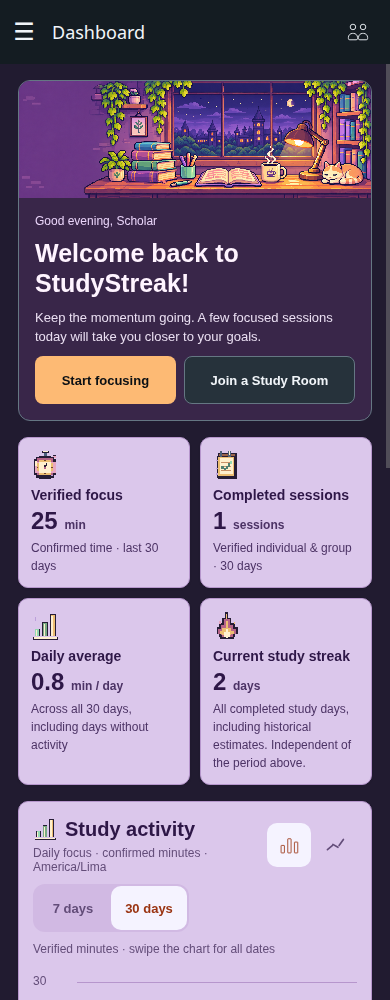 Dashboard
Good evening, Scholar
Welcome back to
StudyStreak!
Keep the momentum going. A few focused sessions
today will take you closer to your goals.
Start focusing
Join a Study Room
Verified focus
25 min
Confirmed time · last 30
days
Completed sessions
1 sessions
Verified individual & group
· 30 days
Daily average
0.8 min / day
Across all 30 days,
including days without
activity
Current study streak
2 days
All completed study days,
including historical
estimates. Independent of
the period above.
Study activity
Daily focus · confirmed minutes ·
America/Lima
7 days
30 days
Verified minutes · swipe the chart for all dates
30